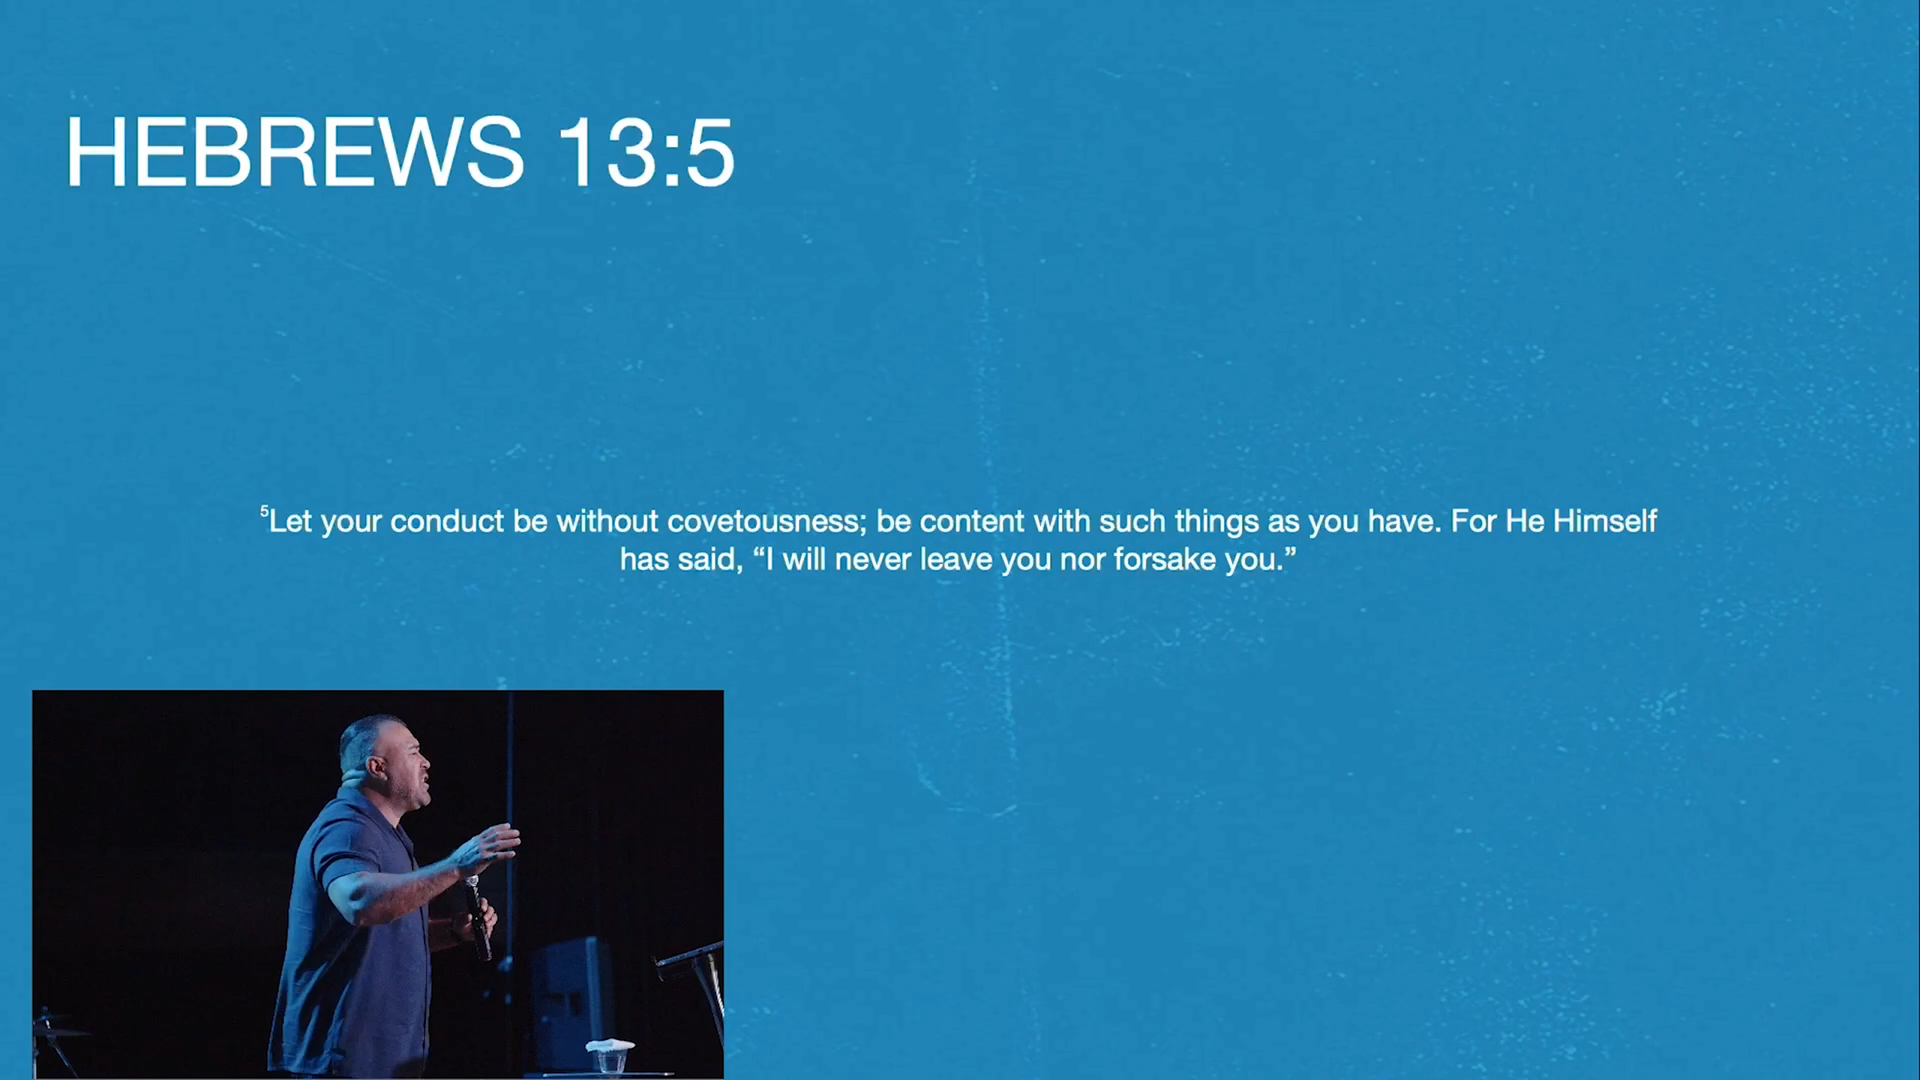 HEBREWS 13:5
⁵Let your conduct be without covetousness; be content with such things as you have. For He Himself
has said, “I will never leave you nor forsake you.”